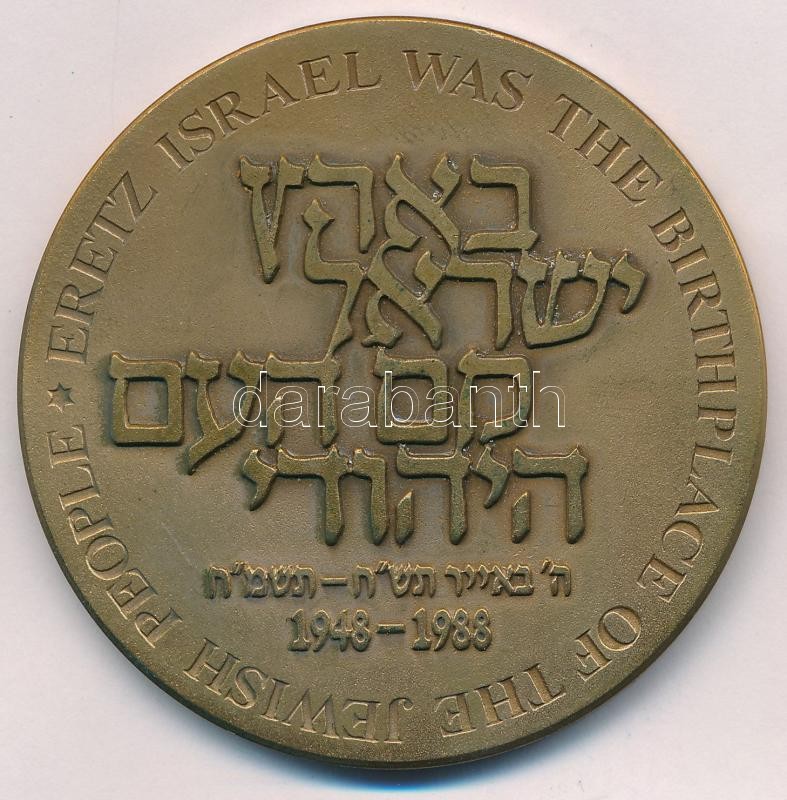 ERETZ ISRAEL WAS THE BIRTHPLACE OF THE JEWISH PEOPLE
בארץ
ישראל
קם העם
היהודי
ה' באייר תש"ח – תשמ"ח
1948–1988
darabanth